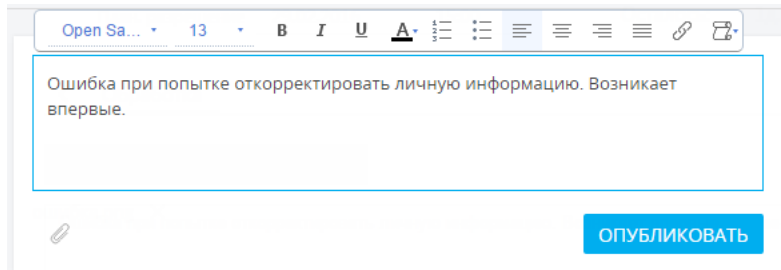 Open Sa... 13 B I U A
Ошибка при попытке откорректировать личную информацию. Возникает
впервые.
ОПУБЛИКОВАТЬ